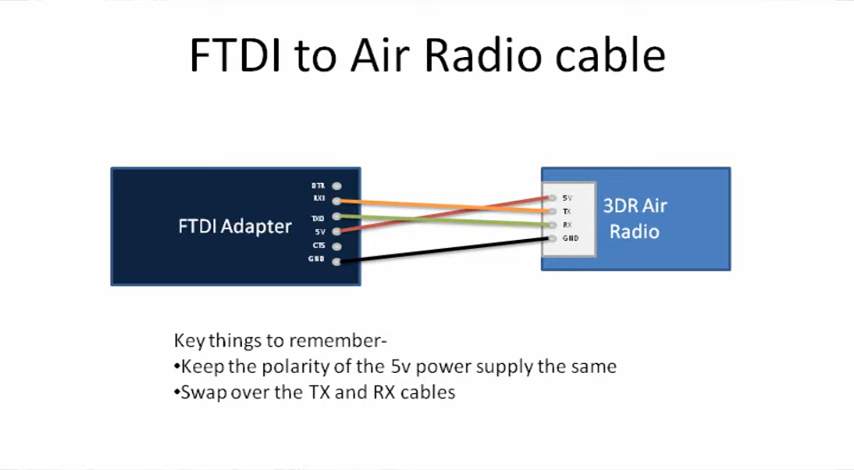 FTDI to Air Radio cable
FTDI Adapter
DTR
RXI
TXO
5V
CTS
GND
5V
TX
RX
GND
3DR Air
Radio
Key things to remember-
•Keep the polarity of the 5v power supply the same
•Swap over the TX and RX cables